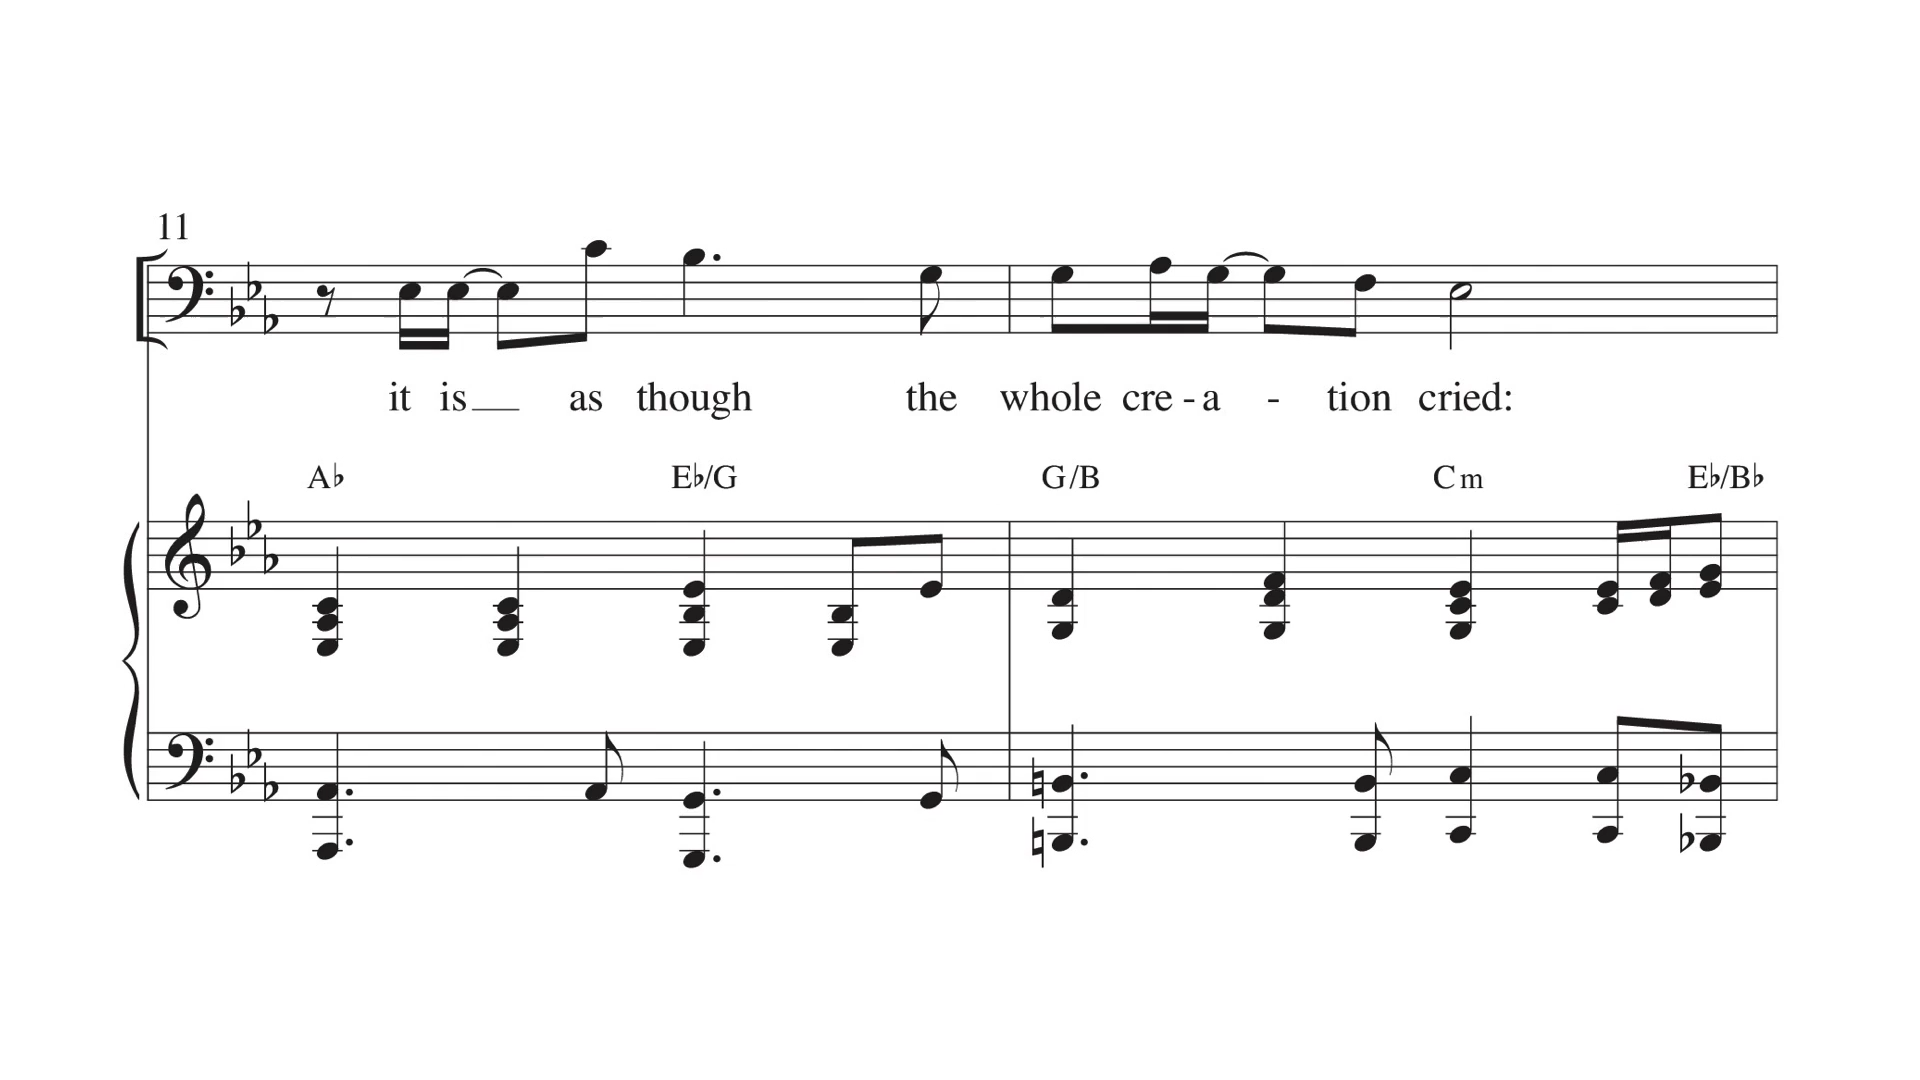 11
it is as though the whole cre - a - tion cried:
A♭ E♭/G G/B Cm E♭/B♭